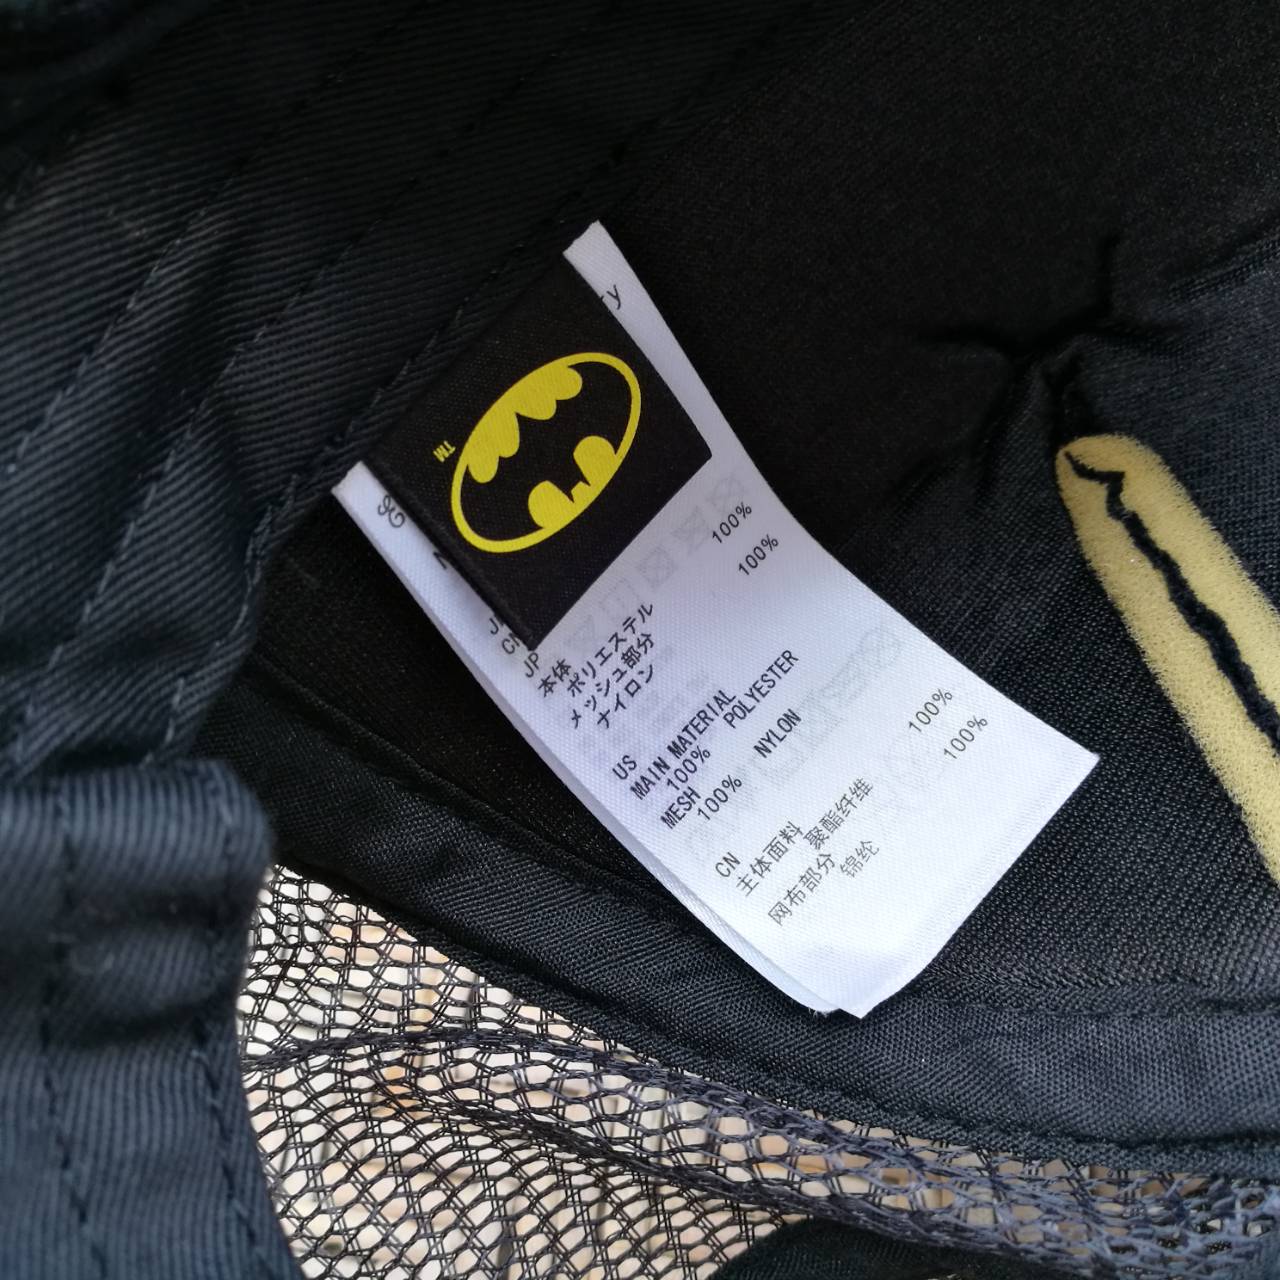 TM
JP
本体
ポリエステル 100%
メッシュ部分
ナイロン 100%
US
MAIN MATERIAL
100% POLYESTER
MESH
100% NYLON
CN
主体面料
聚酯纤维 100%
网布部分
锦纶 100%